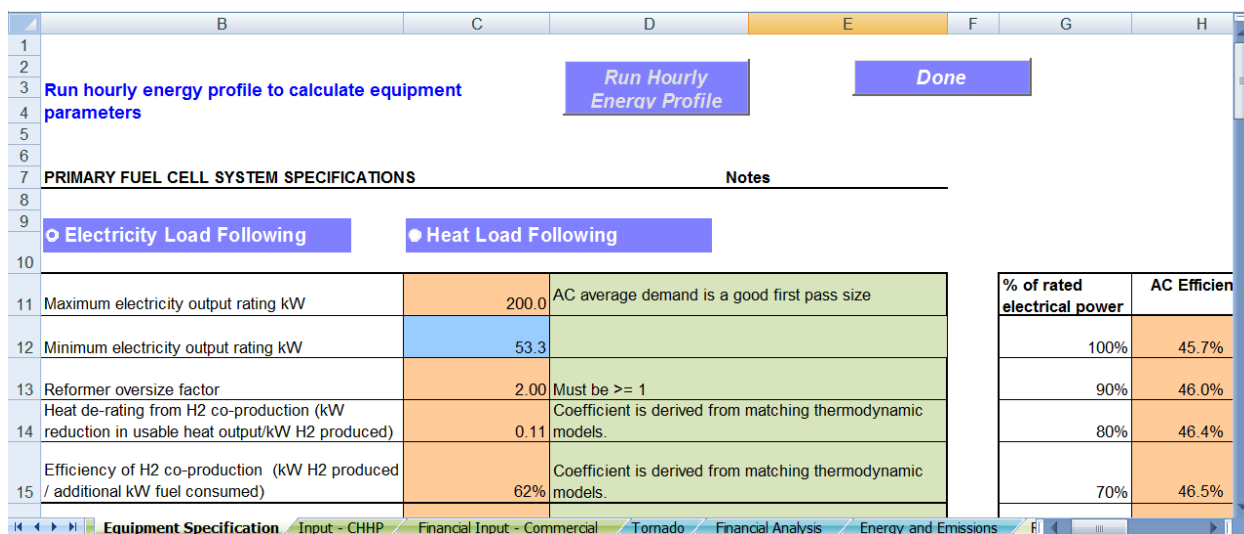 B C D E F G H
1
2
3
4
5
6
7
8
9
10
11
12
13
14
15
Run hourly energy profile to calculate equipment
parameters
Run Hourly
Energy Profile
Done
PRIMARY FUEL CELL SYSTEM SPECIFICATIONS Notes
Electricity Load Following Heat Load Following
Maximum electricity output rating kW 200.0 AC average demand is a good first pass size
% of rated
electrical power
AC Efficien
Minimum electricity output rating kW 53.3 100% 45.7%
Reformer oversize factor 2.00 Must be >= 1 90% 46.0%
Heat de-rating from H2 co-production (kW
reduction in usable heat output/kW H2 produced) 0.11
Coefficient is derived from matching thermodynamic
models.
80% 46.4%
Efficiency of H2 co-production (kW H2 produced
/ additional kW fuel consumed) 62%
Coefficient is derived from matching thermodynamic
models.
70% 46.5%
Equipment Specification Input - CHHP Financial Input - Commercial Tornado Financial Analysis Energy and Emissions